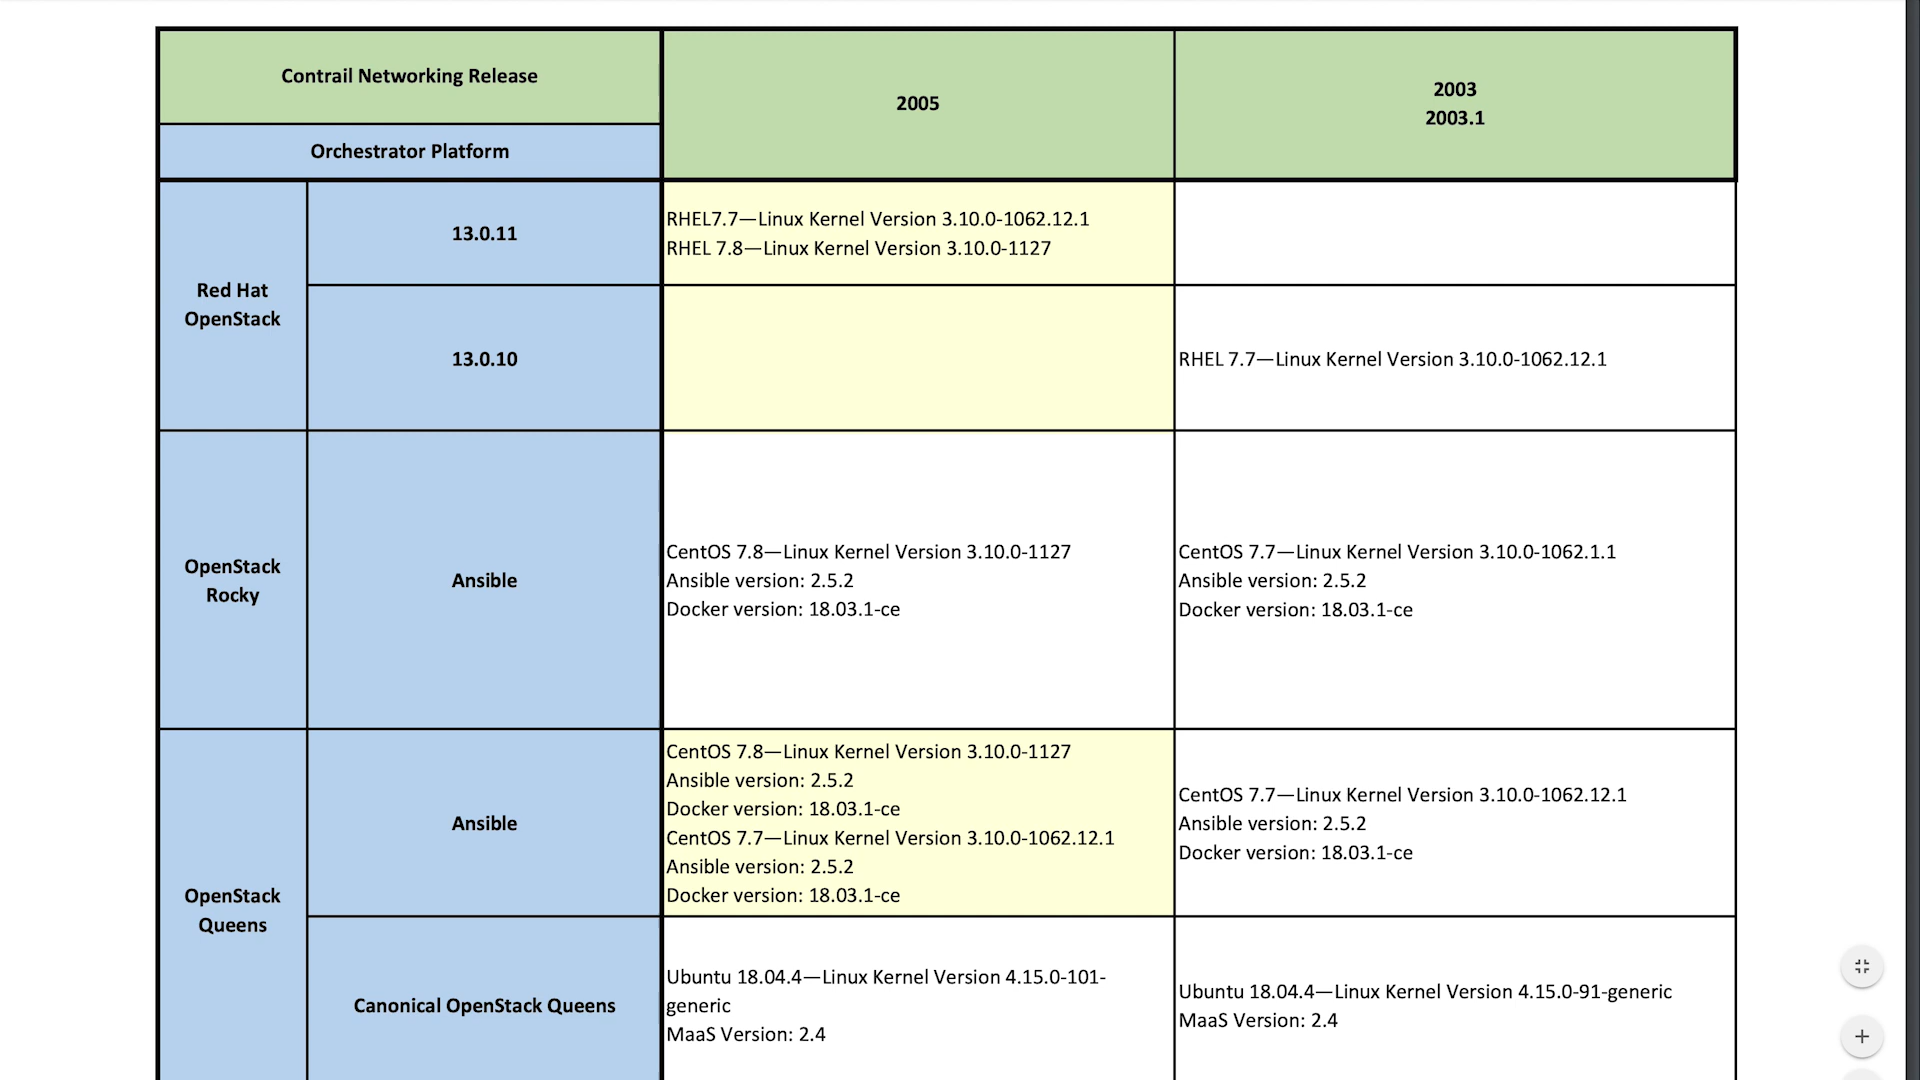 Contrail Networking Release
2005
2003
2003.1
Orchestrator Platform
Red Hat
OpenStack
13.0.11
RHEL7.7—Linux Kernel Version 3.10.0-1062.12.1
RHEL 7.8—Linux Kernel Version 3.10.0-1127
13.0.10
RHEL 7.7—Linux Kernel Version 3.10.0-1062.12.1
OpenStack
Rocky
Ansible
CentOS 7.8—Linux Kernel Version 3.10.0-1127
Ansible version: 2.5.2
Docker version: 18.03.1-ce
CentOS 7.7—Linux Kernel Version 3.10.0-1062.1.1
Ansible version: 2.5.2
Docker version: 18.03.1-ce
OpenStack
Queens
Ansible
CentOS 7.8—Linux Kernel Version 3.10.0-1127
Ansible version: 2.5.2
Docker version: 18.03.1-ce
CentOS 7.7—Linux Kernel Version 3.10.0-1062.12.1
Ansible version: 2.5.2
Docker version: 18.03.1-ce
CentOS 7.7—Linux Kernel Version 3.10.0-1062.12.1
Ansible version: 2.5.2
Docker version: 18.03.1-ce
Canonical OpenStack Queens
Ubuntu 18.04.4—Linux Kernel Version 4.15.0-101-
generic
MaaS Version: 2.4
Ubuntu 18.04.4—Linux Kernel Version 4.15.0-91-generic
MaaS Version: 2.4